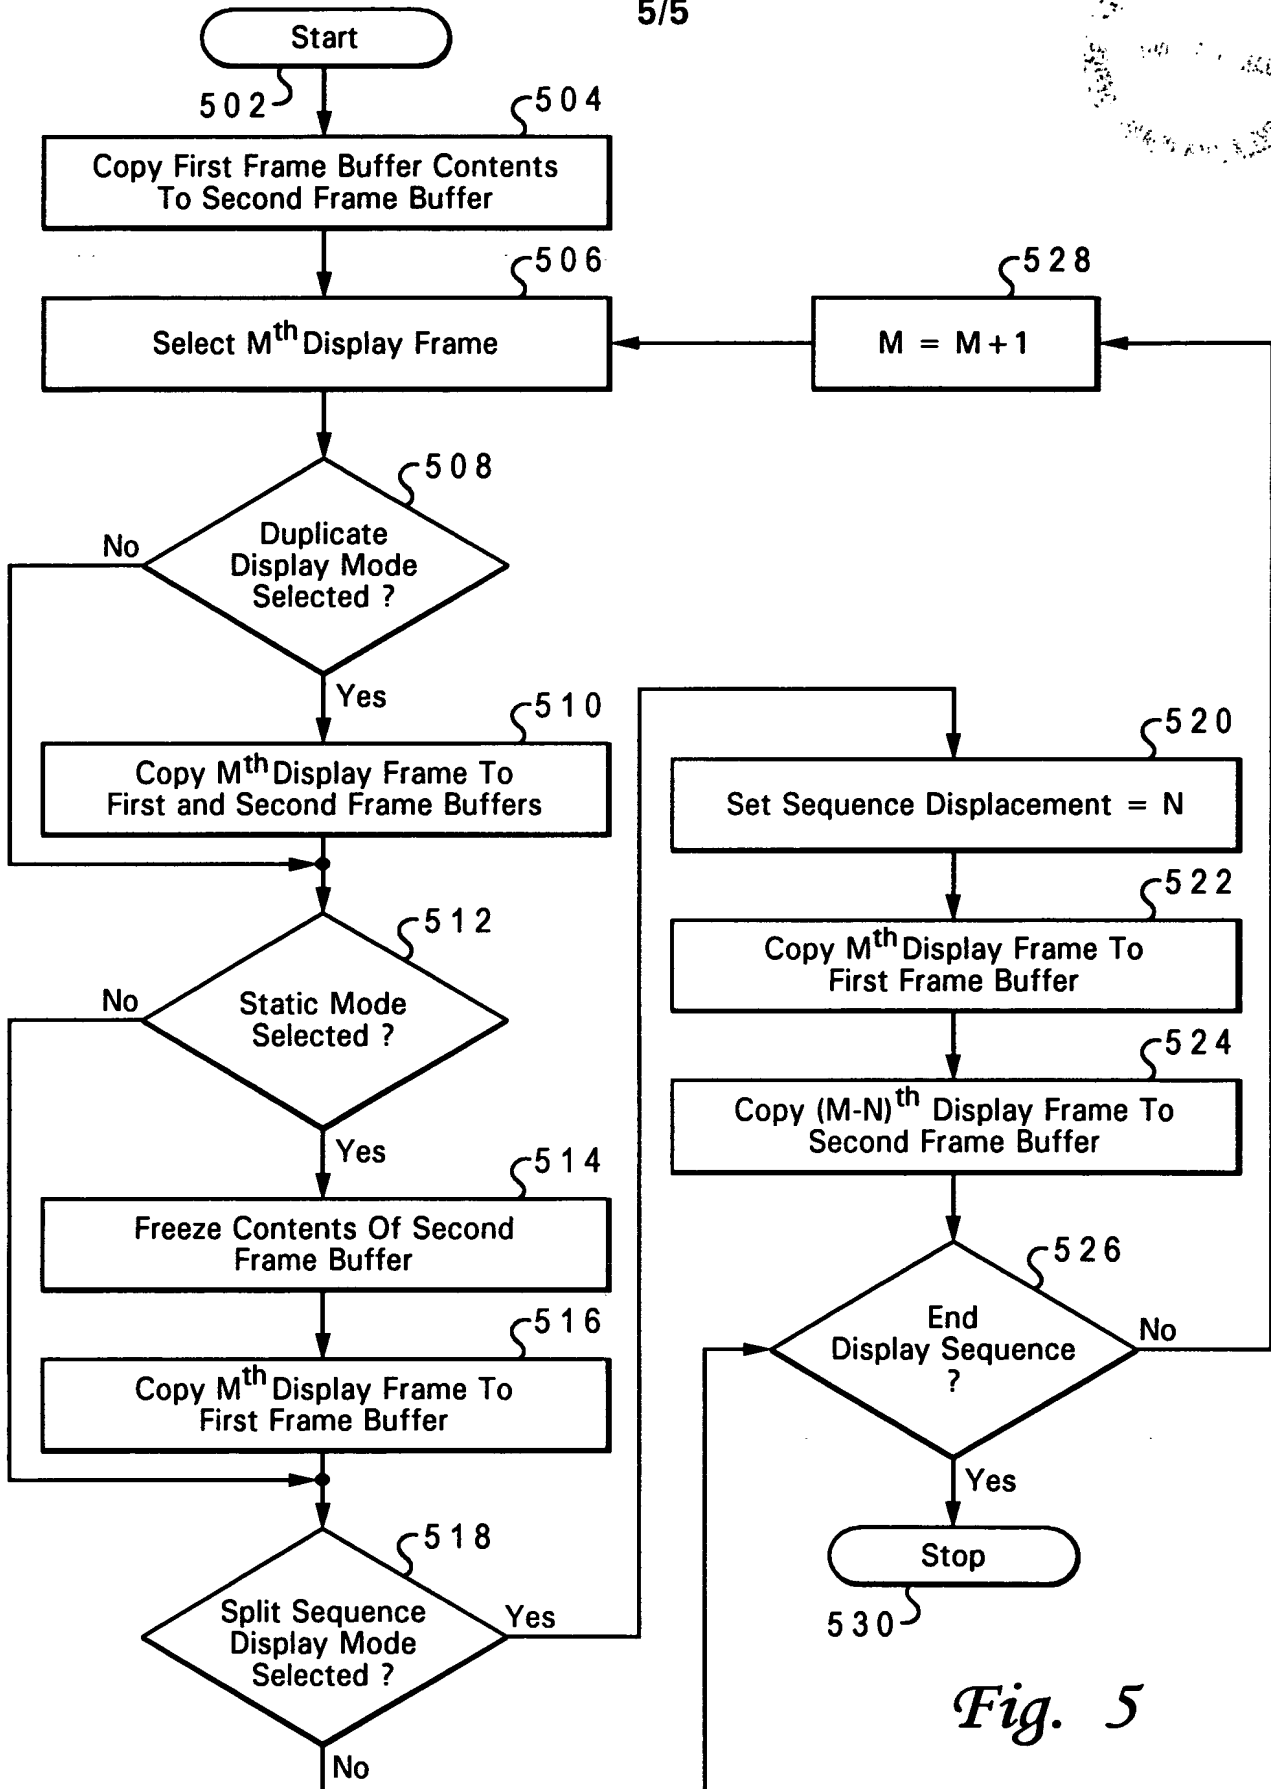 5/5
Start
502
504
Copy First Frame Buffer Contents
To Second Frame Buffer
506
Select Mth Display Frame
528
M = M+1
508
Duplicate
Display Mode
Selected ?
No
Yes
510
Copy Mth Display Frame To
First and Second Frame Buffers
512
Static Mode
Selected ?
No
Yes
514
Freeze Contents Of Second
Frame Buffer
516
Copy Mth Display Frame To
First Frame Buffer
518
Split Sequence
Display Mode
Selected ?
Yes
No
520
Set Sequence Displacement = N
522
Copy Mth Display Frame To
First Frame Buffer
524
Copy (M-N)th Display Frame To
Second Frame Buffer
526
End
Display Sequence
?
No
Yes
Stop
530
Fig. 5